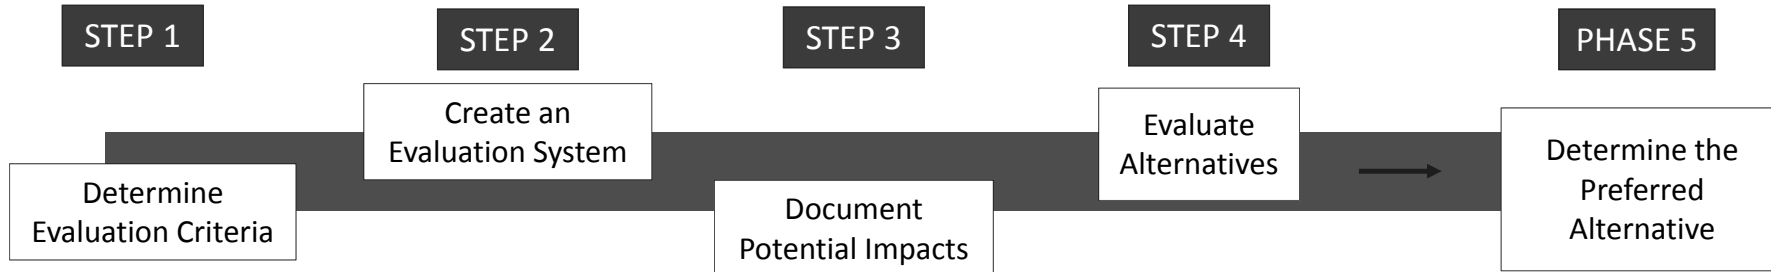 STEP 1
STEP 2
STEP 3
STEP 4
PHASE 5
Determine
Evaluation Criteria
Create an
Evaluation System
Document
Potential Impacts
Evaluate
Alternatives
Determine the
Preferred
Alternative